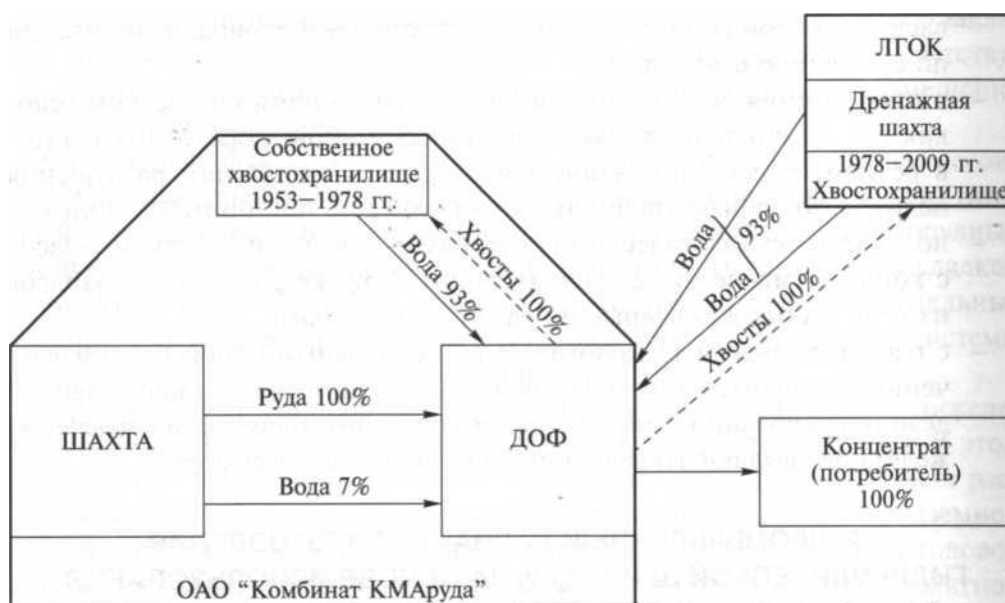 ЛГОК
Дренажная
шахта
1978–2009 гг.
Хвостохранилище
Собственное
хвостохранилище
1953–1978 гг.
Вода 93%
Хвосты 100%
Вода
Вода 93%
Хвосты 100%
ШАХТА
Руда 100%
Вода 7%
ДОФ
Концентрат
(потребитель)
100%
ОАО “Комбинат КМАруда”